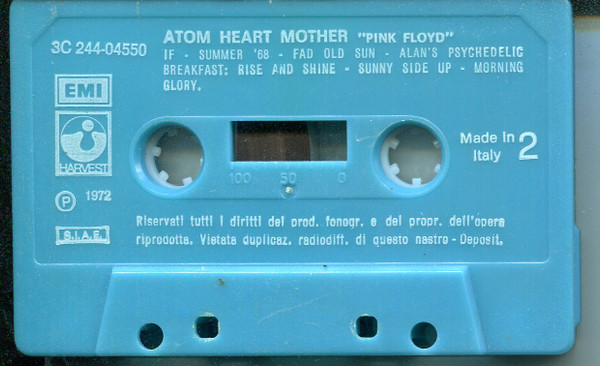 ATOM HEART MOTHER "PINK FLOYD"
3C 244-04550
IF - SUMMER '68 - FAD OLD SUN - ALAN'S PSYCHEDELIC
BREAKFAST: RISE AND SHINE - SUNNY SIDE UP - MORNING
GLORY.
EMI
HARVEST
P 1972
S.I.A.E.
100 50 0
Made In
Italy
2
Riservati tutti i diritti del prod. fonogr. e del propr. dell'opera
riprodotta. Vietata duplicaz. radiodiff. di questo nastro - Deposit.